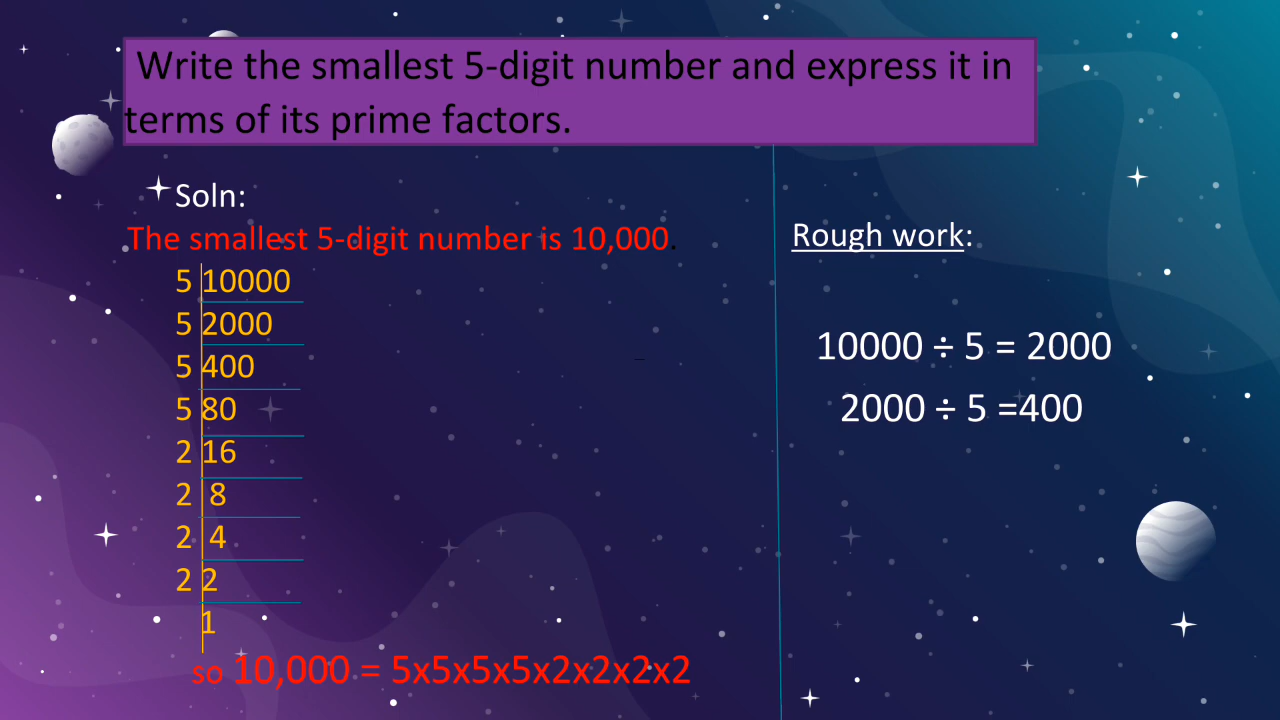 Write the smallest 5-digit number and express it in
terms of its prime factors.
Soln:
The smallest 5-digit number is 10,000.
5 10000
5 2000
5 400
5 80
2 16
2 8
2 4
2 2
1
so 10,000 = 5x5x5x5x2x2x2x2
Rough work:
10000 ÷ 5 = 2000
2000 ÷ 5 =400